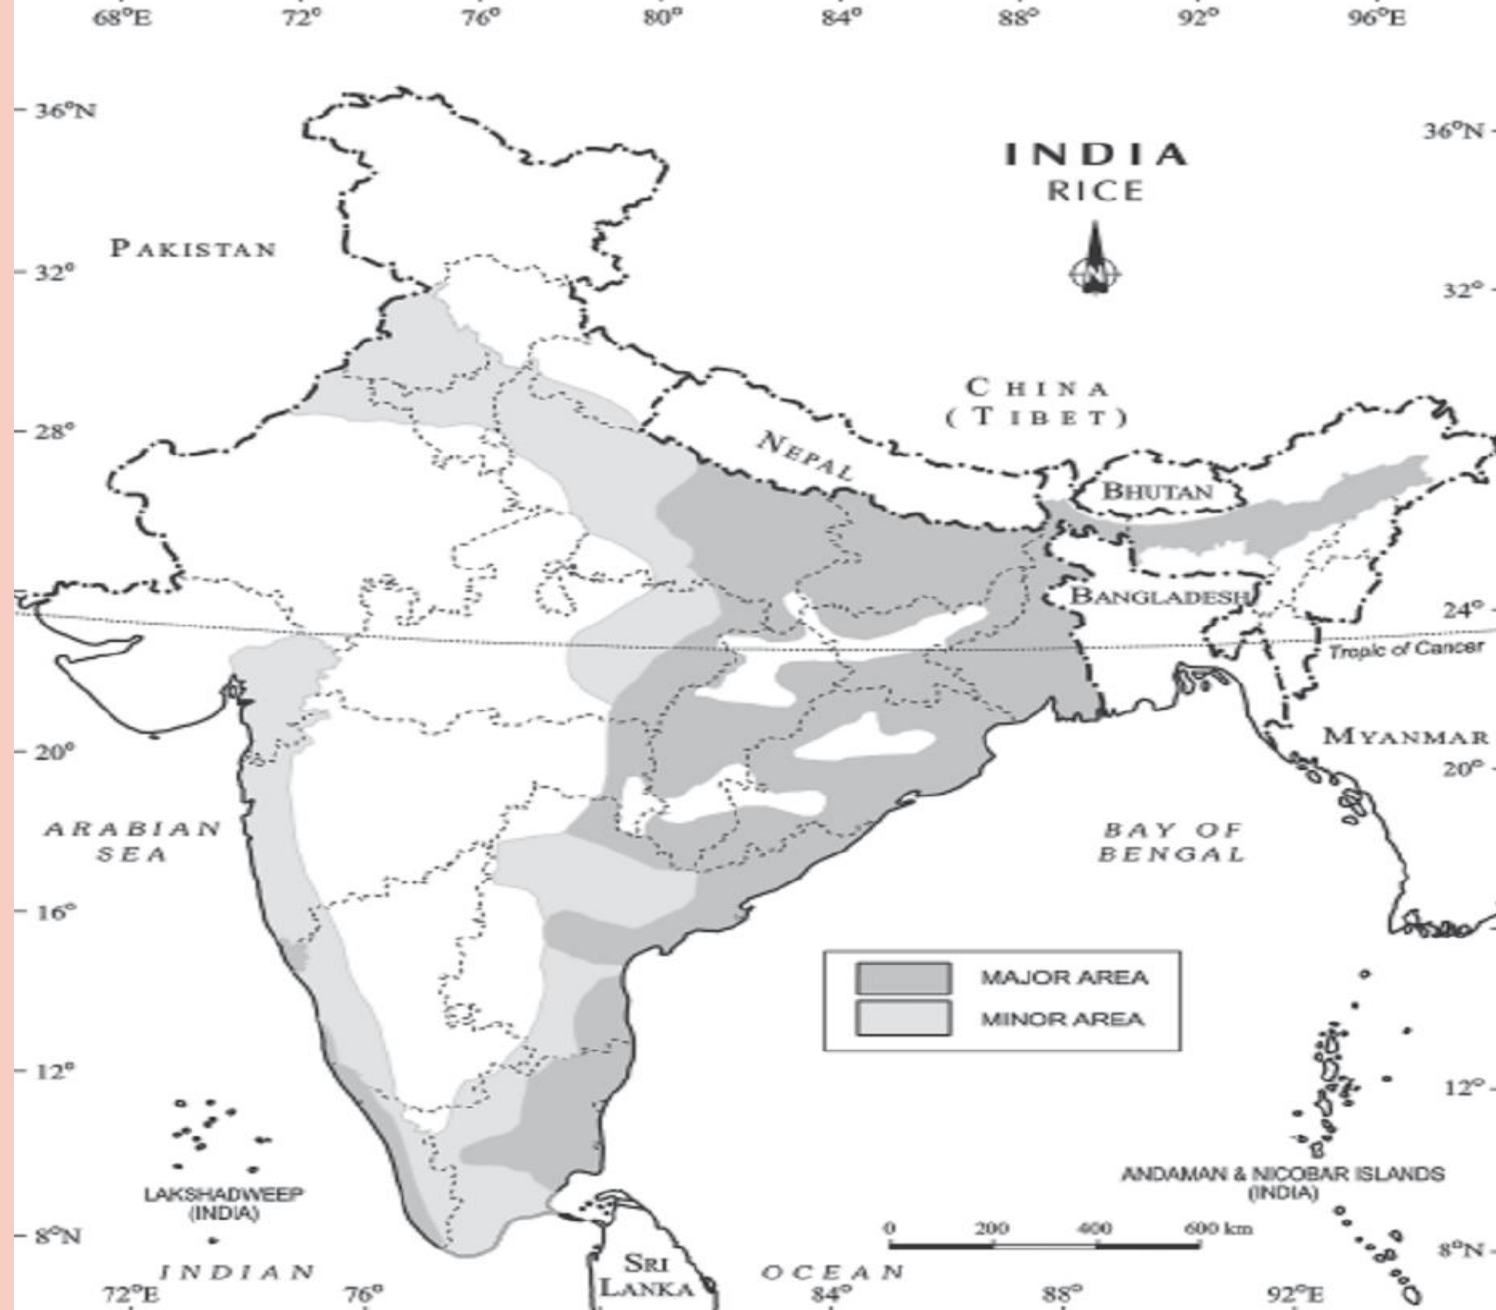 68°E 72° 76° 80° 84° 88° 92° 96°E
36°N
36°N
INDIA
RICE
N
PAKISTAN
32°
32°
CHINA
(TIBET)
28°
NEPAL
BHUTAN
BANGLADESH
24°
Tropic of Cancer
MYANMAR
20°
20°
ARABIAN
SEA
BAY OF
BENGAL
16°
MAJOR AREA
MINOR AREA
12°
12°
LAKSHADWEEP
(INDIA)
ANDAMAN & NICOBAR ISLANDS
(INDIA)
0 200 400 600 km
8°N
8°N
SRI
LANKA
INDIAN OCEAN
72°E 76° 84° 88° 92°E